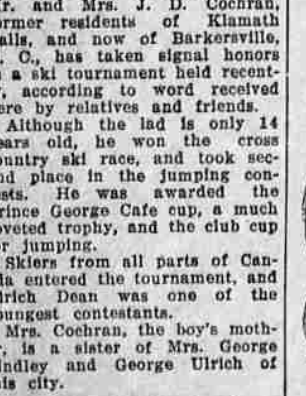 r. and Mrs. J. D. Cochran,
ormer residents of Klamath
alls, and now of Barkersville,
. C., has taken signal honors
a ski tournament held recent-
, according to word received
ere by relatives and friends.
Although the lad is only 14
ears old, he won the cross
ountry ski race, and took sec-
nd place in the jumping con-
ests. He was awarded the
rince George Cafe cup, a much
oveted trophy, and the club cup
or jumping.
Skiers from all parts of Can-
da entered the tournament, and
lrich Dean was one of the
oungest contestants.
Mrs. Cochran, the boy's moth-
r, is a sister of Mrs. George
indley and George Ulrich of
his city.